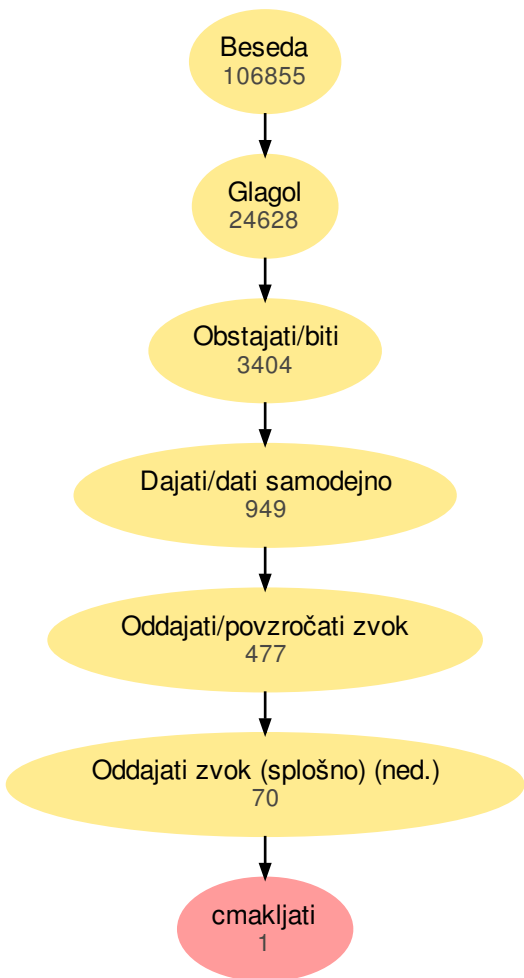 Beseda
106855
Glagol
24628
Obstajati/biti
3404
Dajati/dati samodejno
949
Oddajati/povzročati zvok
477
Oddajati zvok (splošno) (ned.)
70
cmakljati
1